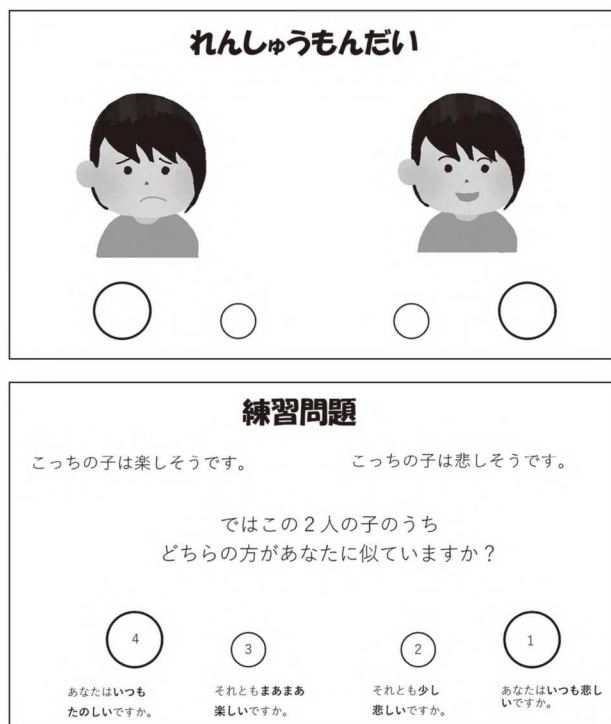 れんしゅうもんだい
練習問題
こっちの子は楽しそうです。
こっちの子は悲しそうです。
ではこの２人の子のうち
どちらの方があなたに似ていますか？
4
3
2
1
あなたはいつも
たのしいですか。
それともまあまあ
楽しいですか。
それとも少し
悲しいですか。
あなたはいつも悲し
いですか。